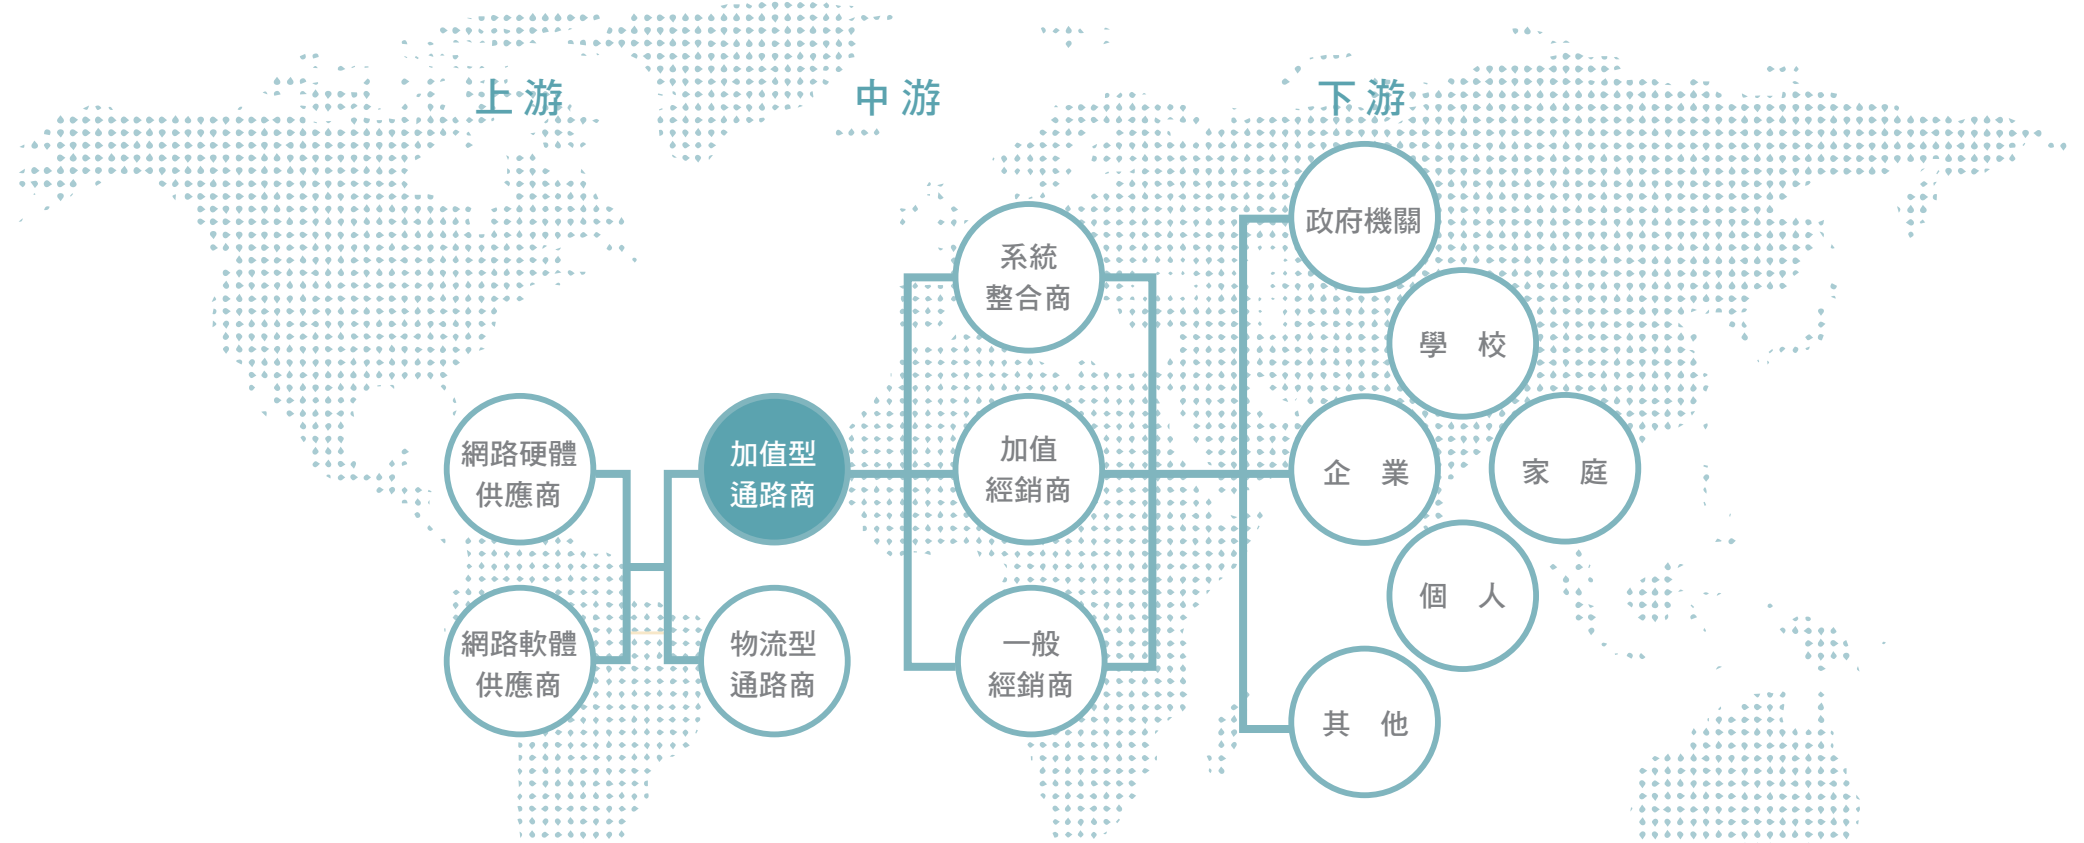 上游
中游
下游
網路硬體
供應商
網路軟體
供應商
加值型
通路商
物流型
通路商
系統
整合商
加值
經銷商
一般
經銷商
政府機關
學 校
企 業
家 庭
個 人
其 他